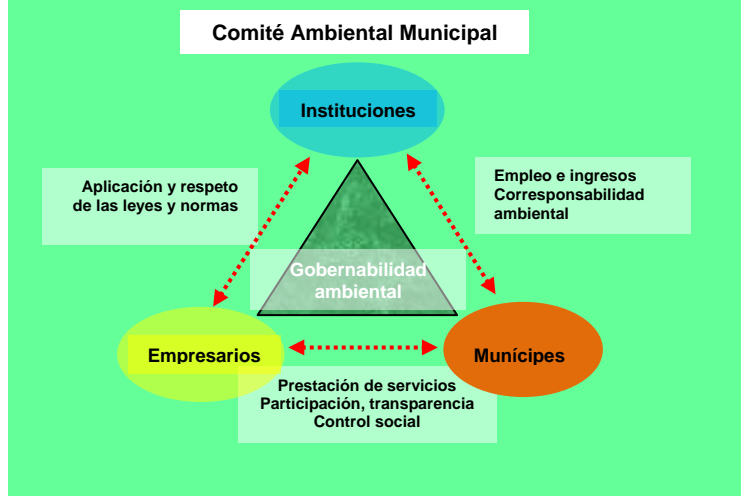 Comité Ambiental Municipal
Instituciones
Aplicación y respeto
de las leyes y normas
Empleo e ingresos
Corresponsabilidad
ambiental
Gobernabilidad
ambiental
Empresarios
Munícipes
Prestación de servicios
Participación, transparencia
Control social